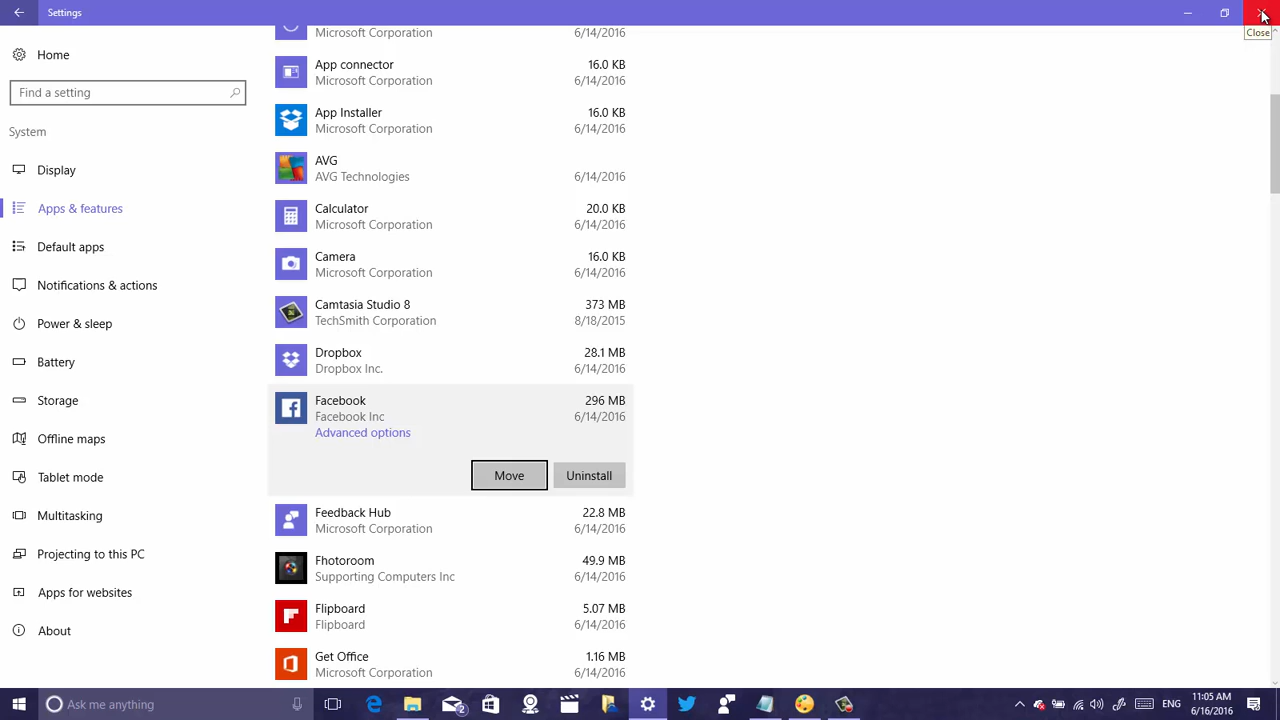 Settings
Close
Home
Find a setting
System
Display
Apps & features
Default apps
Notifications & actions
Power & sleep
Battery
Storage
Offline maps
Tablet mode
Multitasking
Projecting to this PC
Apps for websites
About
Microsoft Corporation 6/14/2016
App connector 16.0 KB
Microsoft Corporation 6/14/2016
App Installer 16.0 KB
Microsoft Corporation 6/14/2016
AVG
AVG Technologies 6/14/2016
Calculator 20.0 KB
Microsoft Corporation 6/14/2016
Camera 16.0 KB
Microsoft Corporation 6/14/2016
Camtasia Studio 8 373 MB
TechSmith Corporation 8/18/2015
Dropbox 28.1 MB
Dropbox Inc. 6/14/2016
Facebook 296 MB
Facebook Inc 6/14/2016
Advanced options
Move Uninstall
Feedback Hub 22.8 MB
Microsoft Corporation 6/14/2016
Fhotoroom 49.9 MB
Supporting Computers Inc 6/14/2016
Flipboard 5.07 MB
Flipboard 6/14/2016
Get Office 1.16 MB
Microsoft Corporation 6/14/2016
Ask me anything
2
ENG
11:05 AM
6/16/2016